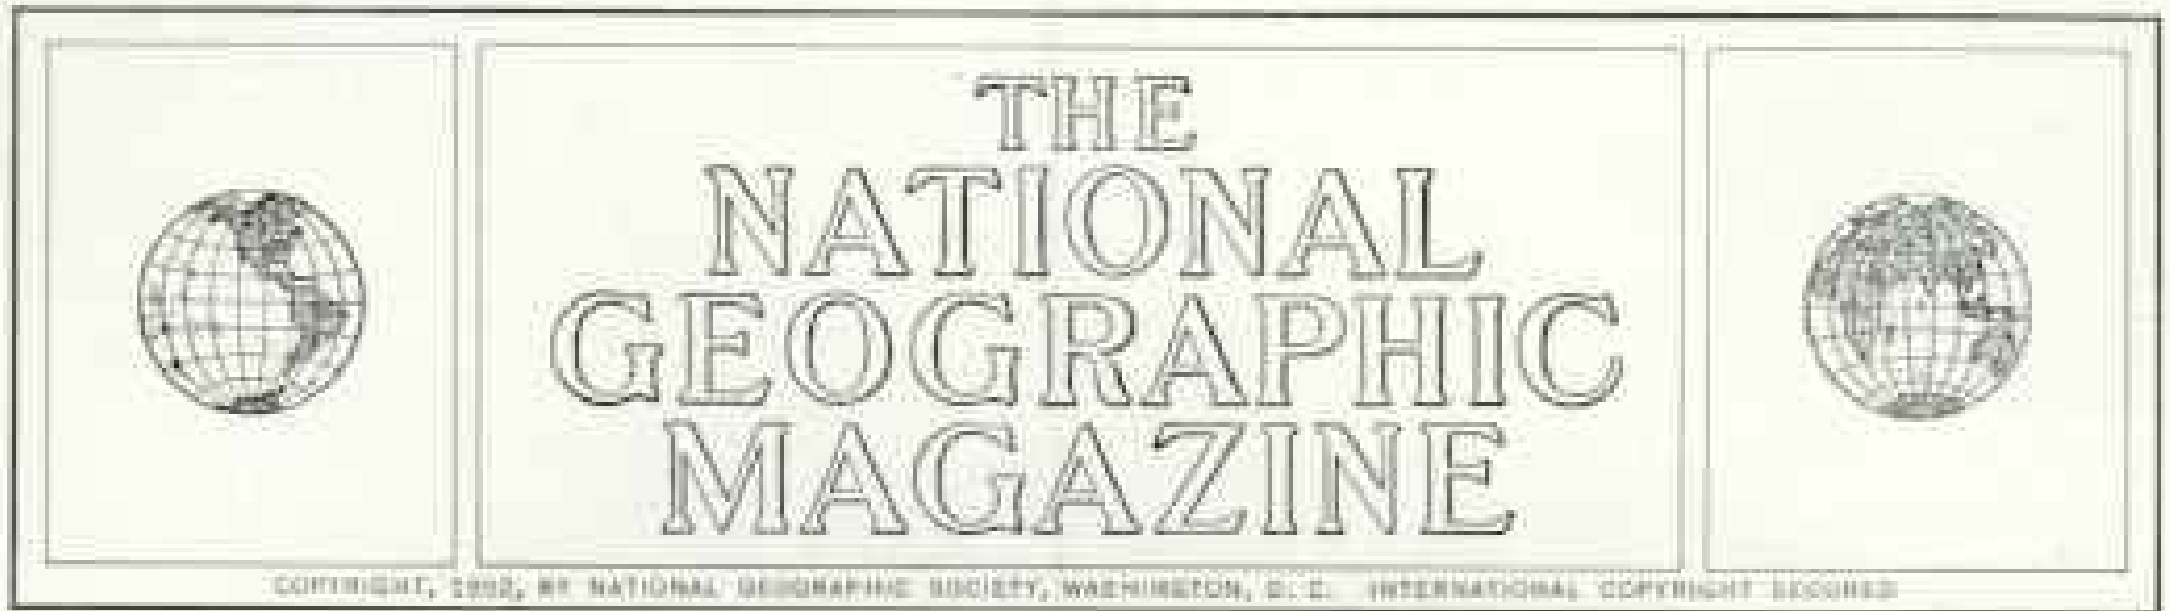 THE
NATIONAL
GEOGRAPHIC
MAGAZINE
COPYRIGHT, BY NATIONAL GEOGRAPHIC SOCIETY, WASHINGTON, D. C. INTERNATIONAL COPYRIGHT SECURED